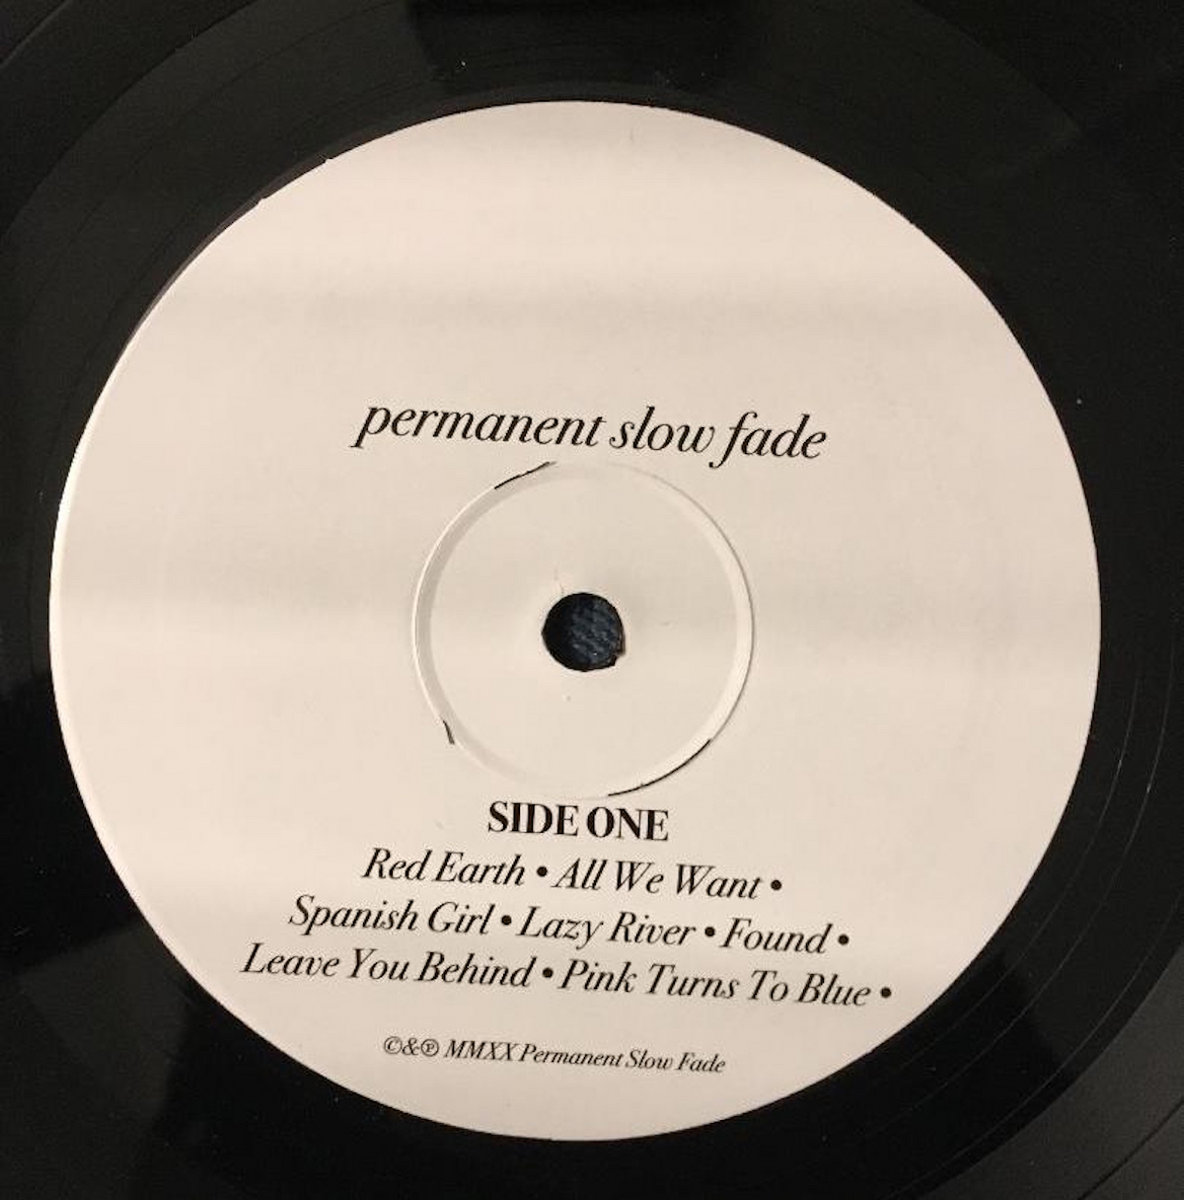 permanent slow fade
SIDE ONE
Red Earth • All We Want •
Spanish Girl • Lazy River • Found •
Leave You Behind • Pink Turns To Blue •
©&℗ MMXX Permanent Slow Fade